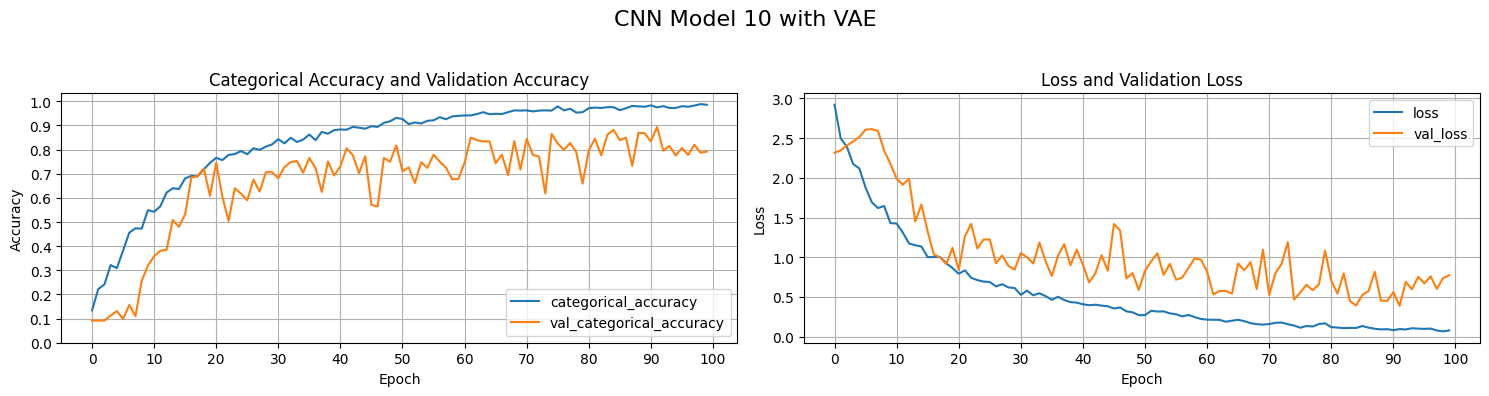 CNN Model 10 with VAE
Categorical Accuracy and Validation Accuracy
1.0
0.9
0.8
0.7
0.6
0.5
0.4
0.3
0.2
0.1
0.0
Accuracy
categorical_accuracy
val_categorical_accuracy
0 10 20 30 40 50 60 70 80 90 100
Epoch
Loss and Validation Loss
3.0
2.5
2.0
1.5
1.0
0.5
0.0
Loss
loss
val_loss
0 10 20 30 40 50 60 70 80 90 100
Epoch